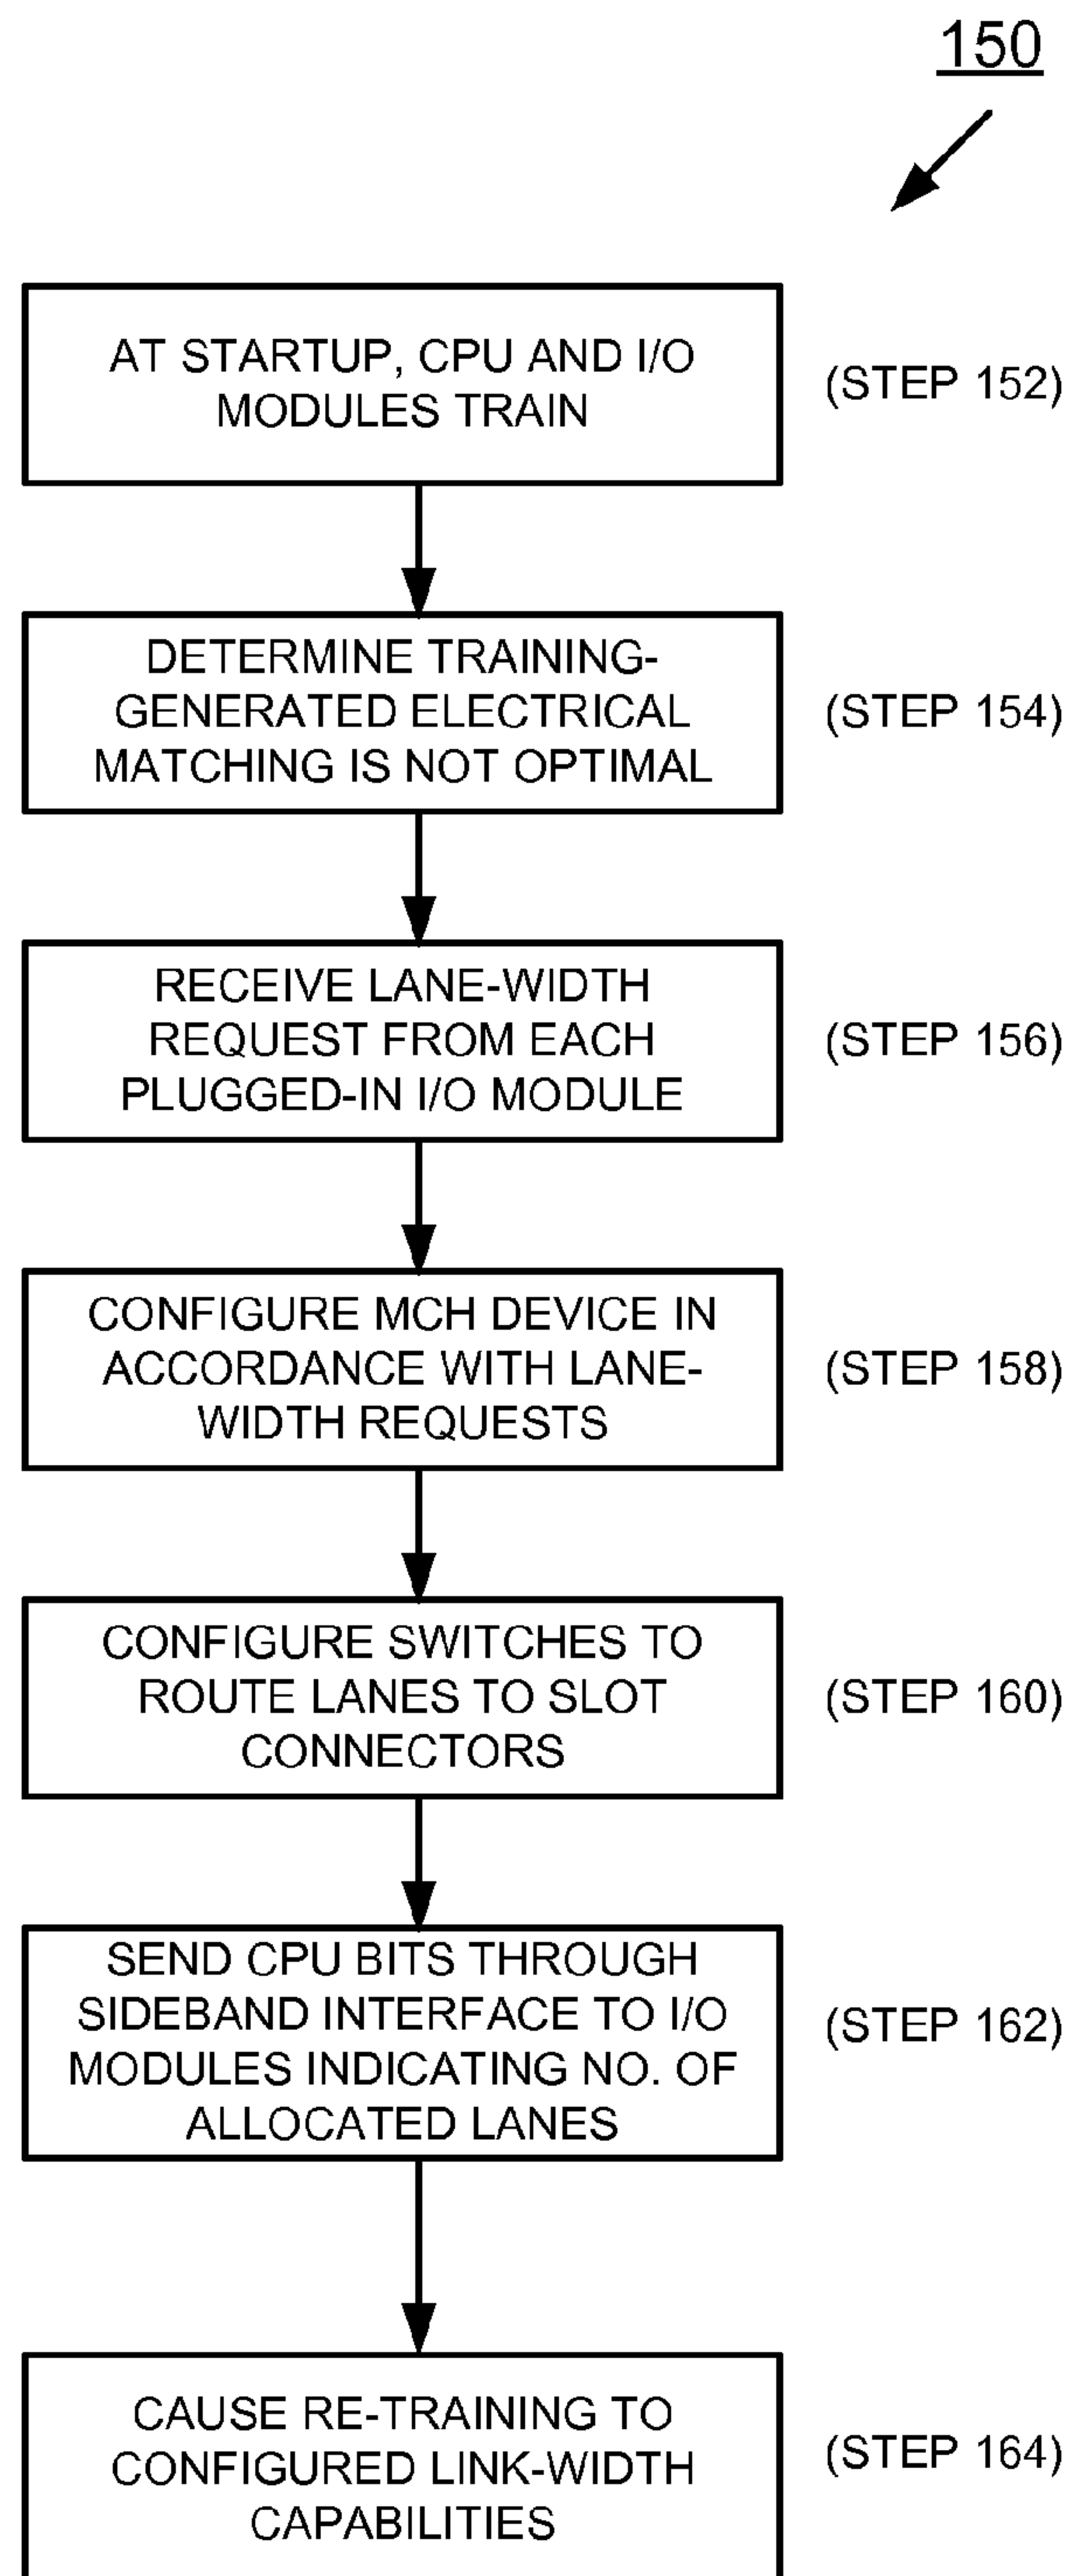 150
AT STARTUP, CPU AND I/O
MODULES TRAIN
(STEP 152)
DETERMINE TRAINING-
GENERATED ELECTRICAL
MATCHING IS NOT OPTIMAL
(STEP 154)
RECEIVE LANE-WIDTH
REQUEST FROM EACH
PLUGGED-IN I/O MODULE
(STEP 156)
CONFIGURE MCH DEVICE IN
ACCORDANCE WITH LANE-
WIDTH REQUESTS
(STEP 158)
CONFIGURE SWITCHES TO
ROUTE LANES TO SLOT
CONNECTORS
(STEP 160)
SEND CPU BITS THROUGH
SIDEBAND INTERFACE TO I/O
MODULES INDICATING NO. OF
ALLOCATED LANES
(STEP 162)
CAUSE RE-TRAINING TO
CONFIGURED LINK-WIDTH
CAPABILITIES
(STEP 164)